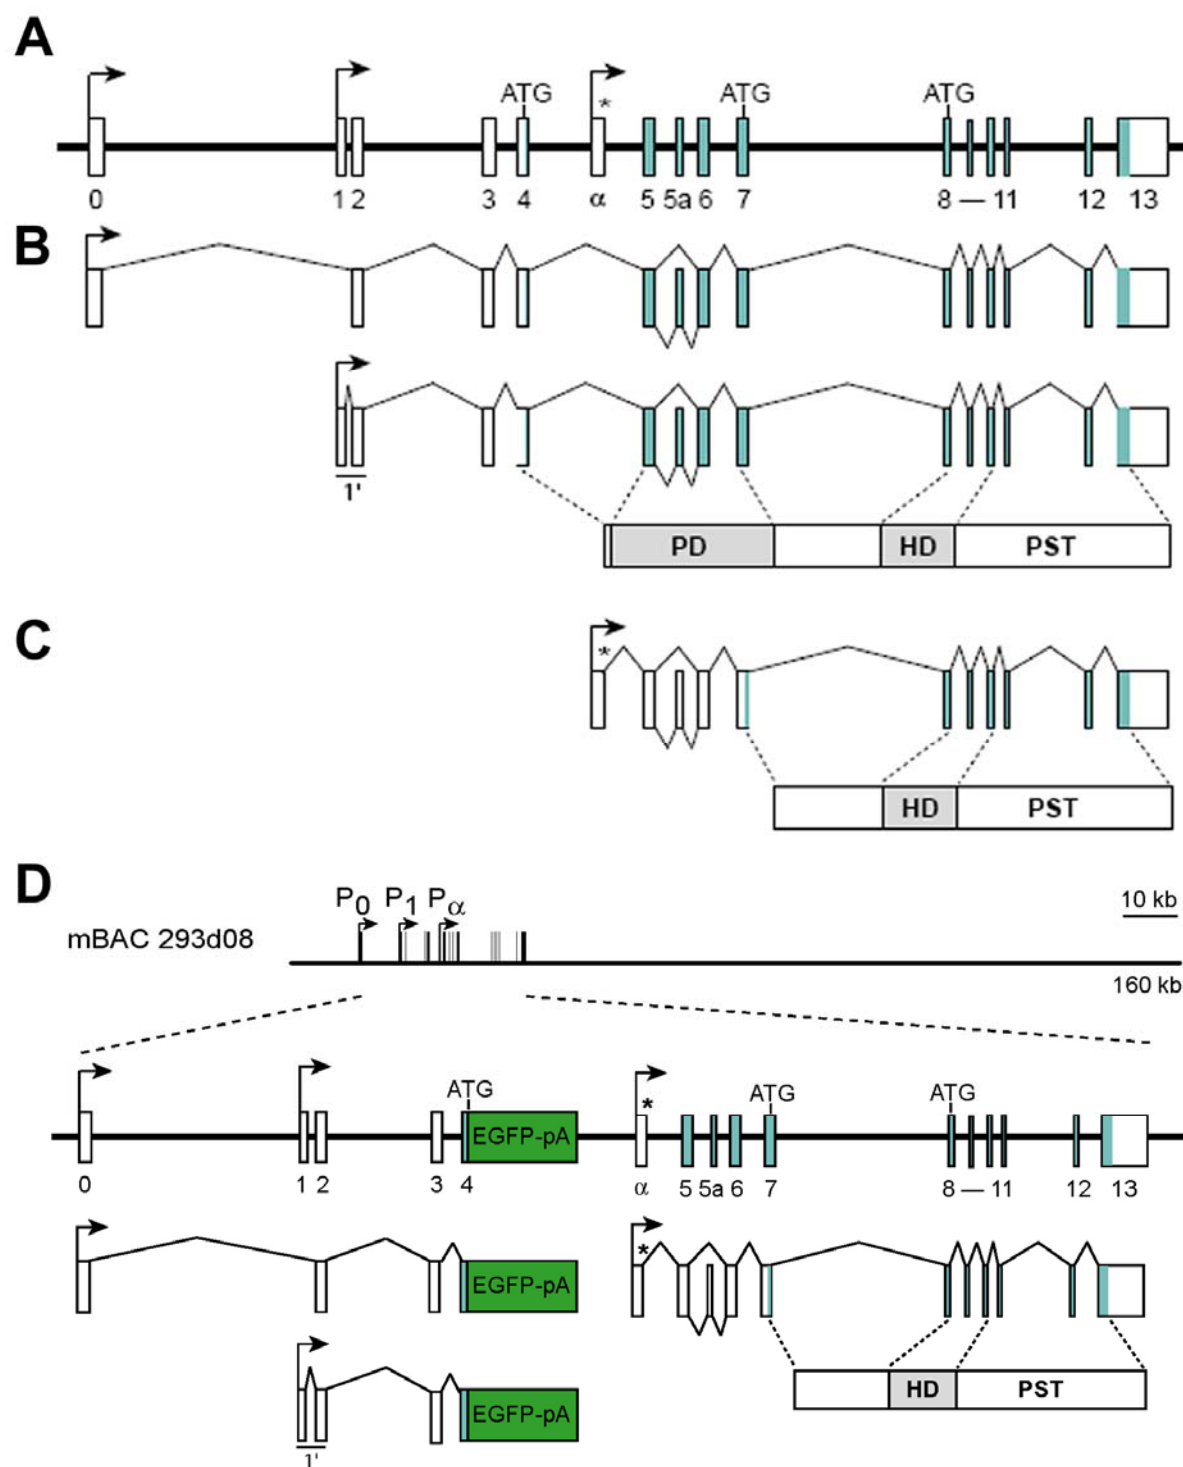 A
ATG
*
ATG
ATG
0 1 2 3 4 α 5 5a 6 7 8 — 11 12 13
B
1'
PD HD PST
C
*
HD PST
D
P0 P1 Pα
10 kb
mBAC 293d08
160 kb
ATG
*
ATG
ATG
EGFP-pA
0 1 2 3 4 α 5 5a 6 7 8 — 11 12 13
*
EGFP-pA
HD PST
EGFP-pA
1'